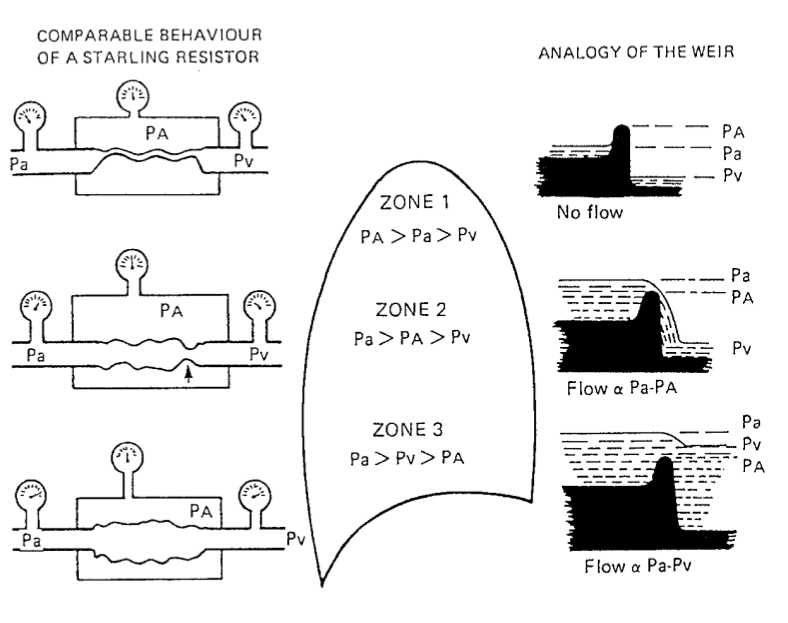 COMPARABLE BEHAVIOUR
OF A STARLING RESISTOR
PA
Pa
Pv
PA
Pa
Pv
PA
Pa
Pv
ZONE 1
PA > Pa > Pv
ZONE 2
Pa > PA > Pv
ZONE 3
Pa > Pv > PA
ANALOGY OF THE WEIR
PA
Pa
Pv
No flow
Pa
PA
Pv
Flow α Pa-PA
Pa
Pv
PA
Flow α Pa-Pv